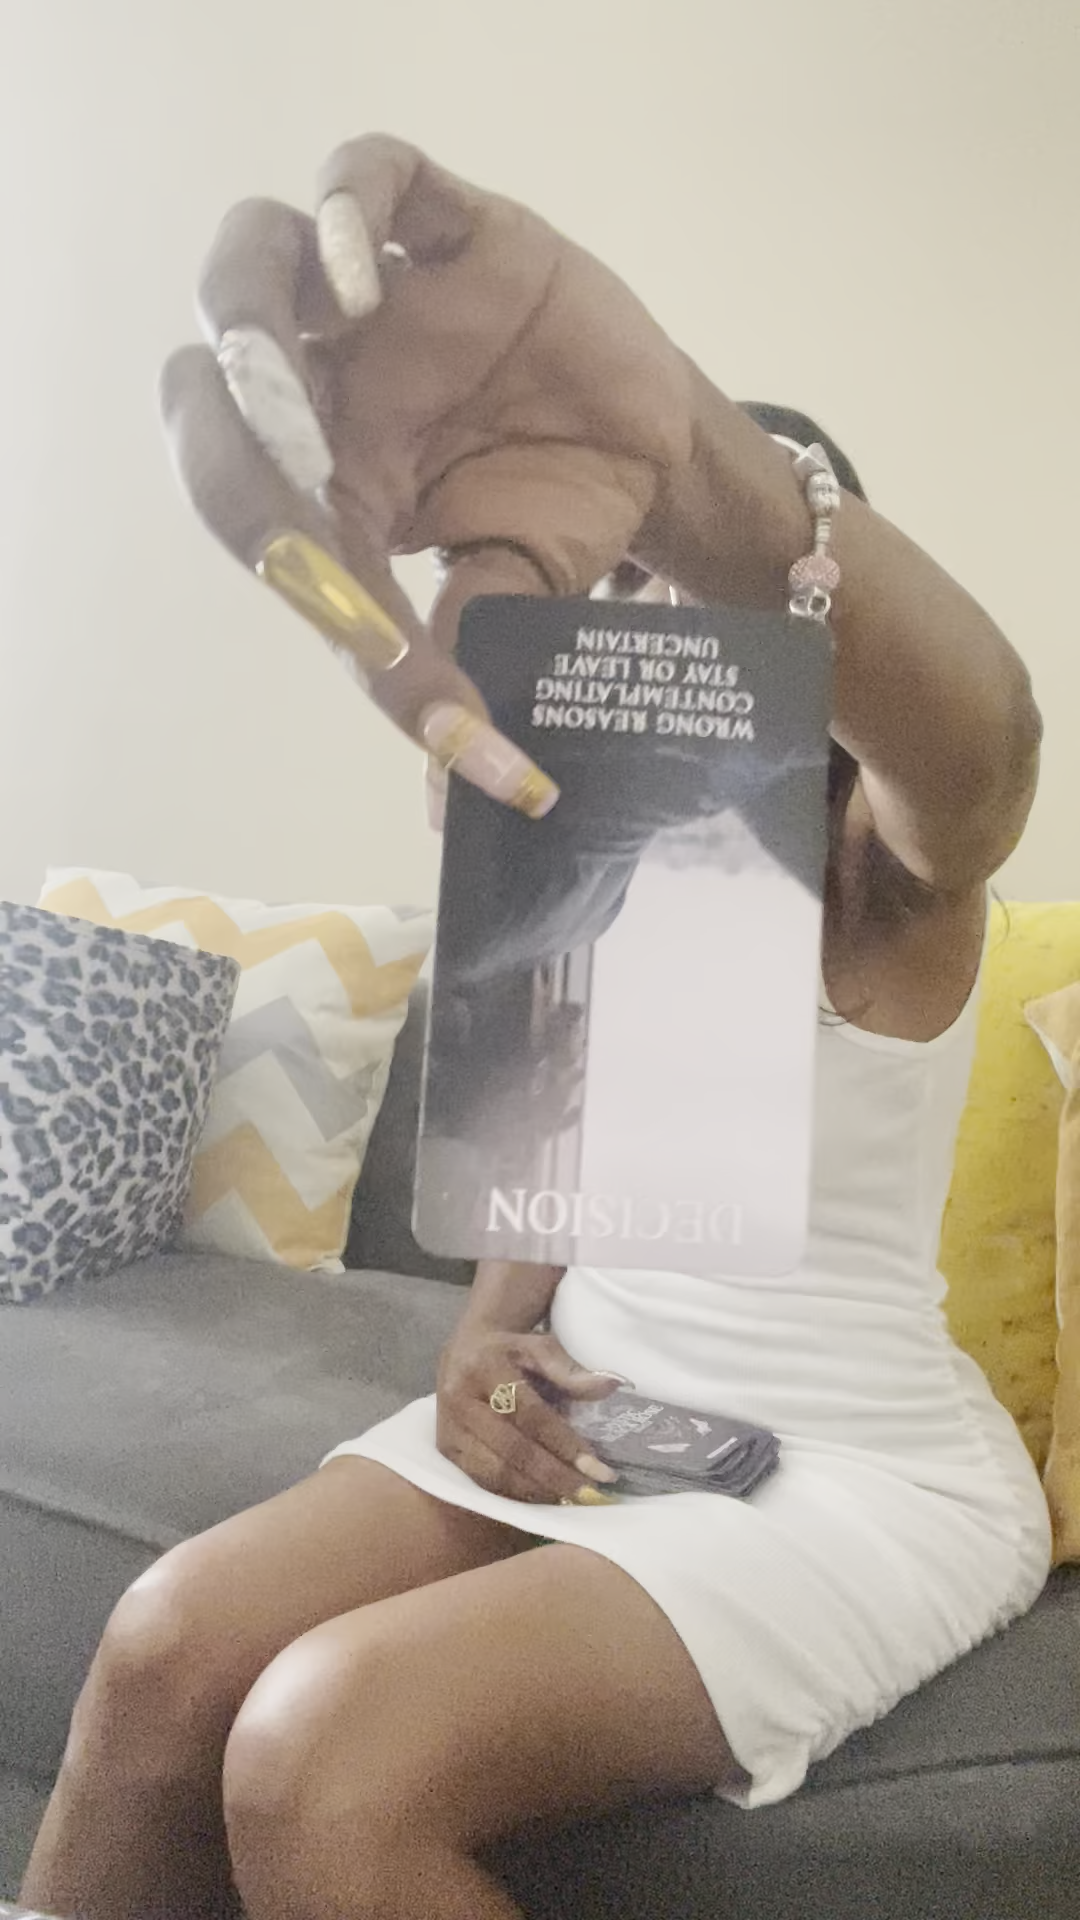 DECISION
WRONG REASONS
CONTEMPLATING
STAY OR LEAVE
UNCERTAIN